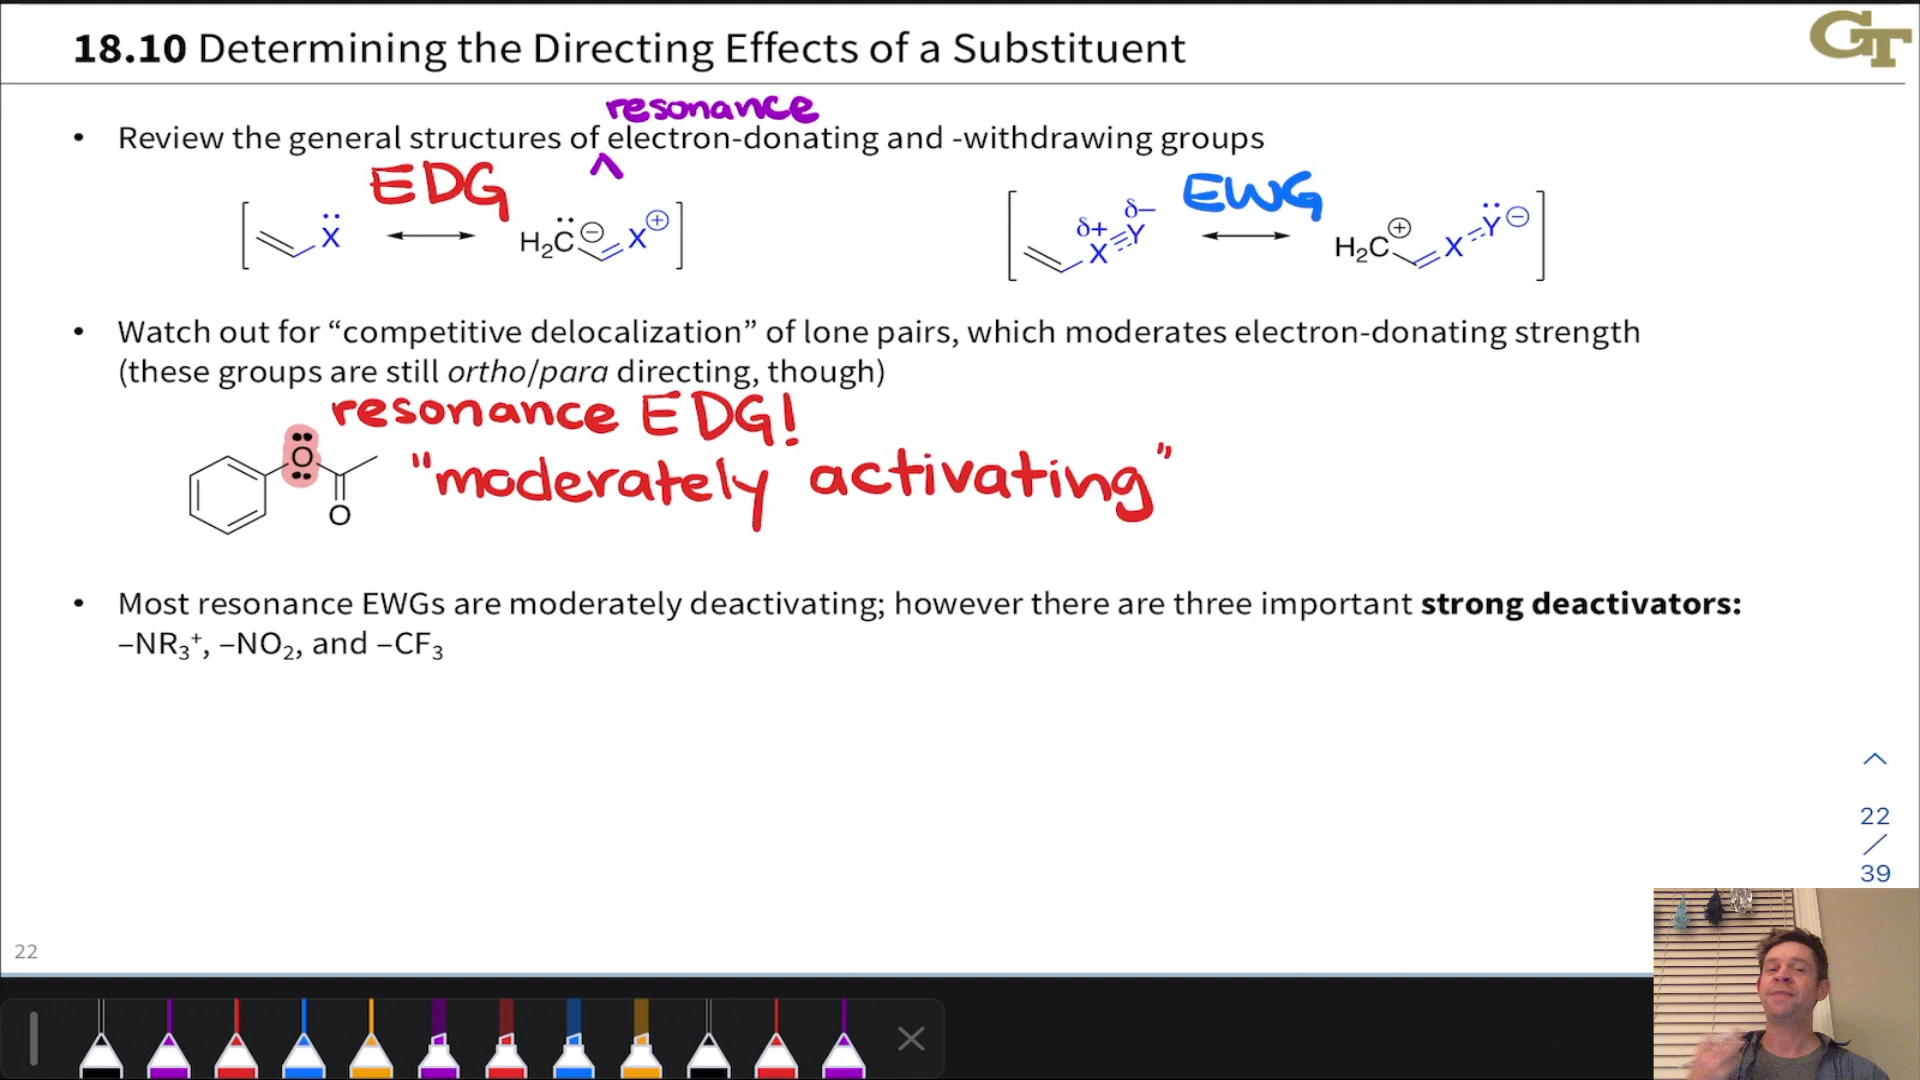 18.10 Determining the Directing Effects of a Substituent
GT
resonance
• Review the general structures of ^ electron-donating and -withdrawing groups
EDG
EWG
X ↔ H₂C ⊖ X ⊕
δ+ X δ− Y ↔ H₂C ⊕ X Y ⊖
• Watch out for “competitive delocalization” of lone pairs, which moderates electron-donating strength
(these groups are still ortho/para directing, though)
resonance EDG!
O
O
"moderately activating"
• Most resonance EWGs are moderately deactivating; however there are three important strong deactivators:
–NR₃⁺, –NO₂, and –CF₃
22
/
39
22